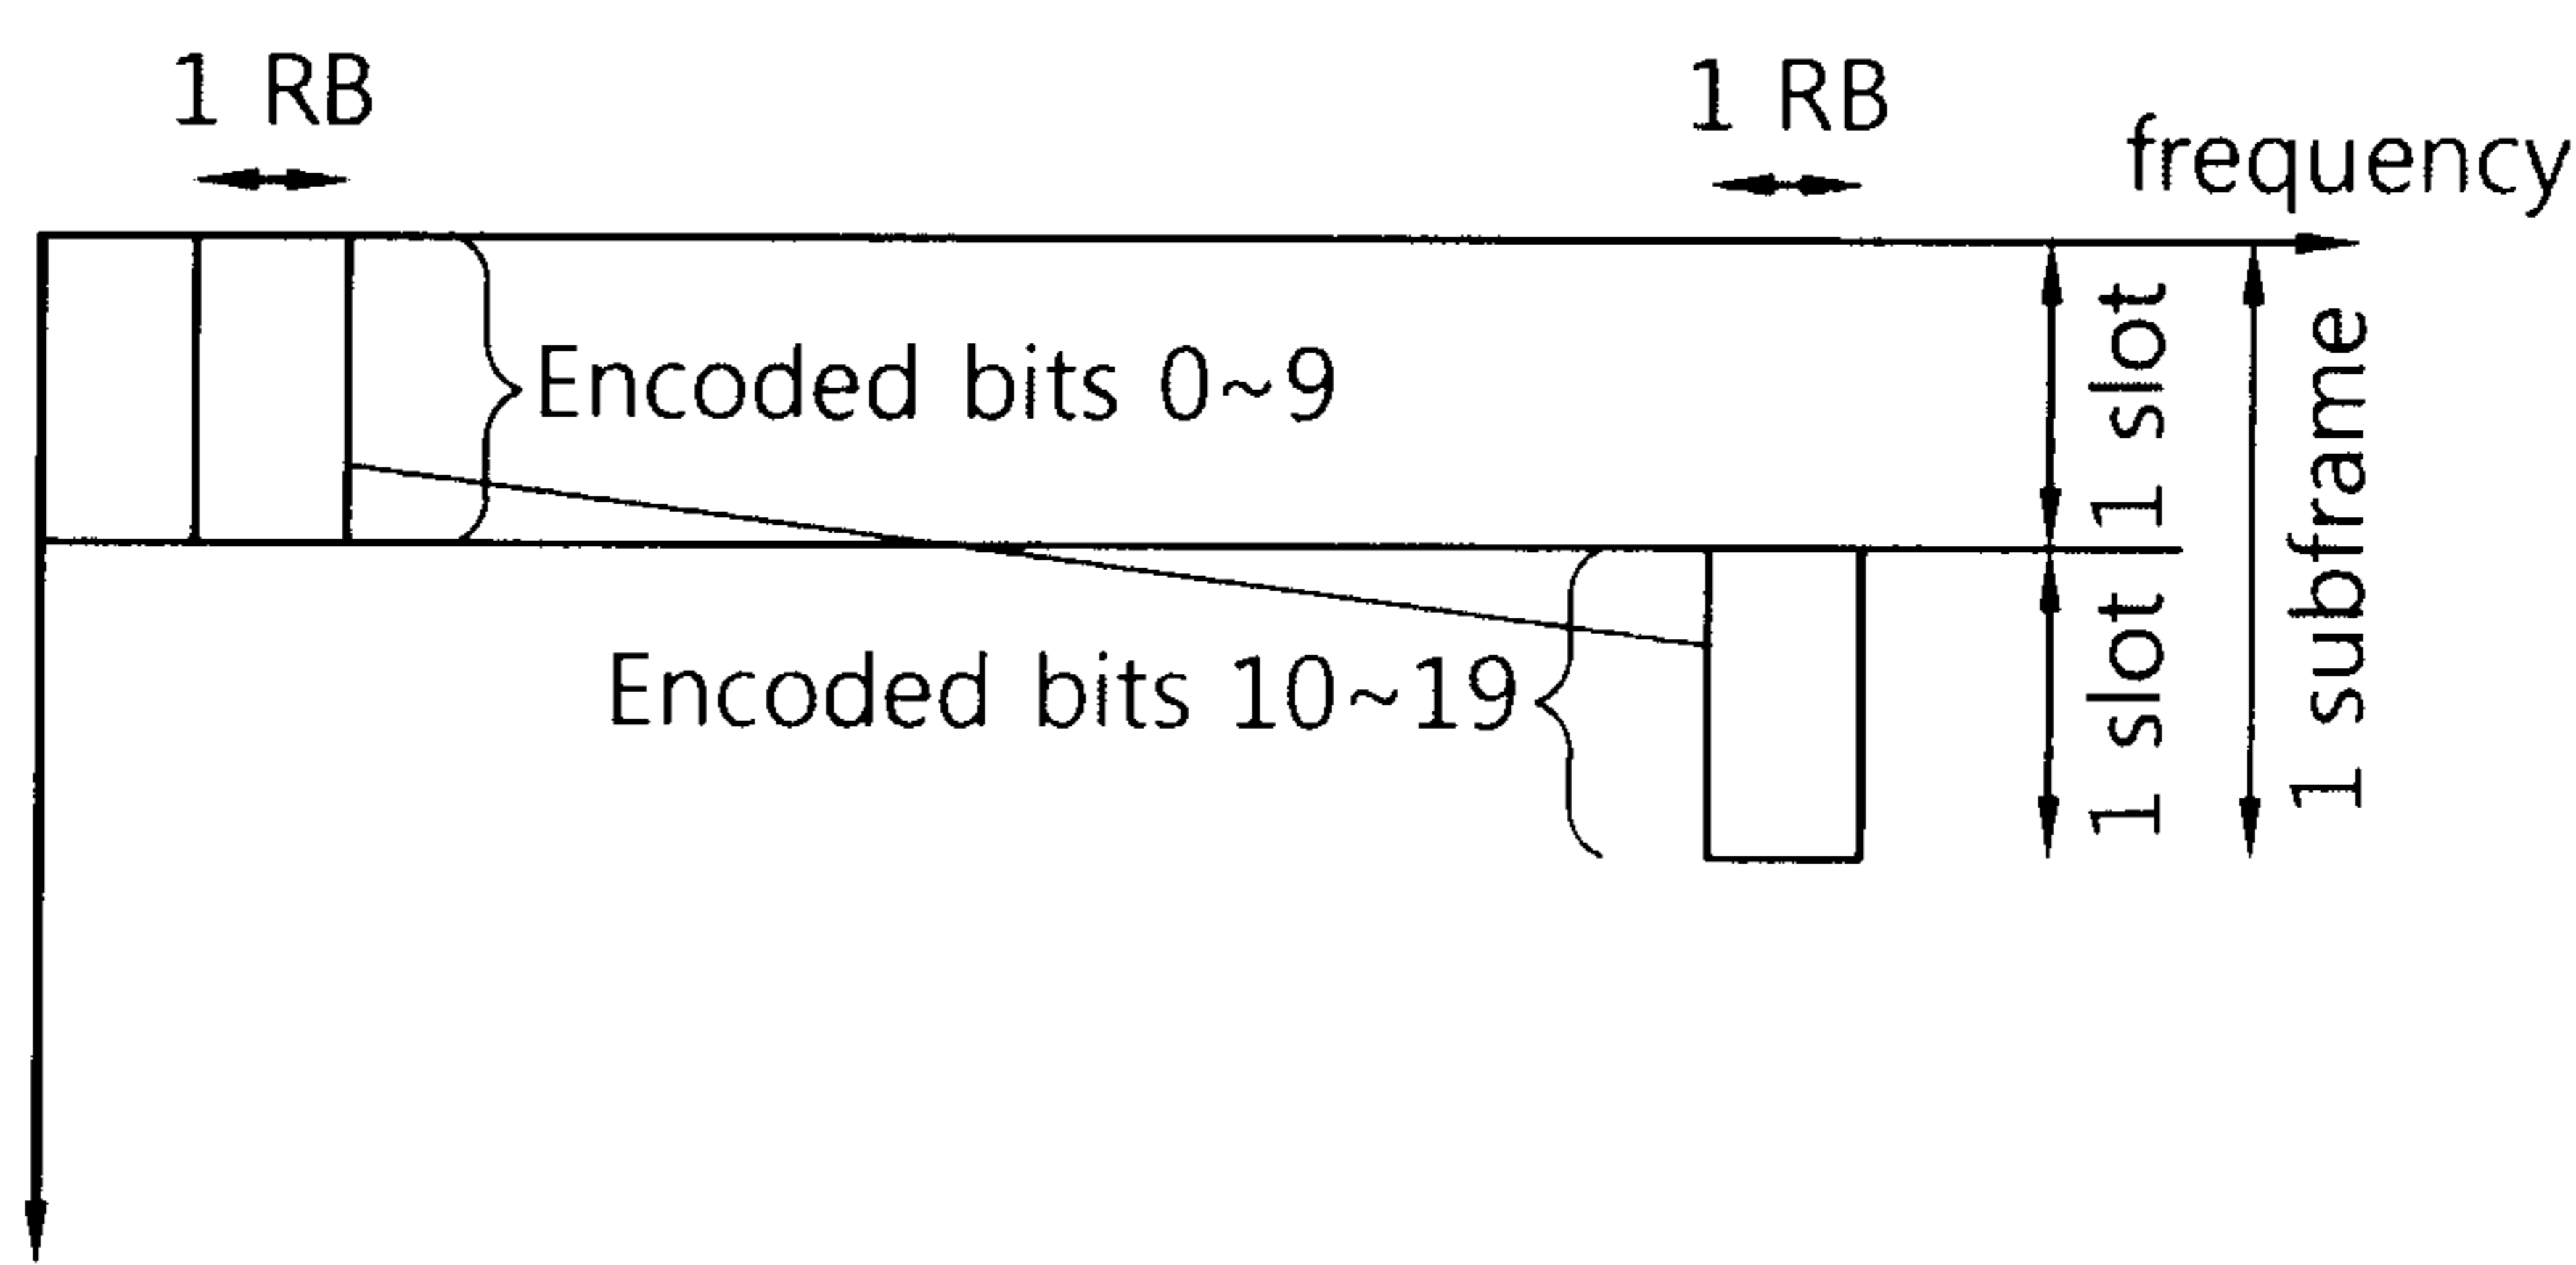 1 RB
1 RB
frequency
Encoded bits 0~9
1 slot
1 subframe
Encoded bits 10~19
1 slot